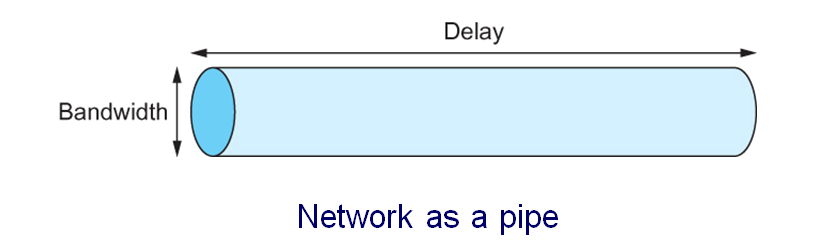 Delay
Bandwidth
Network as a pipe